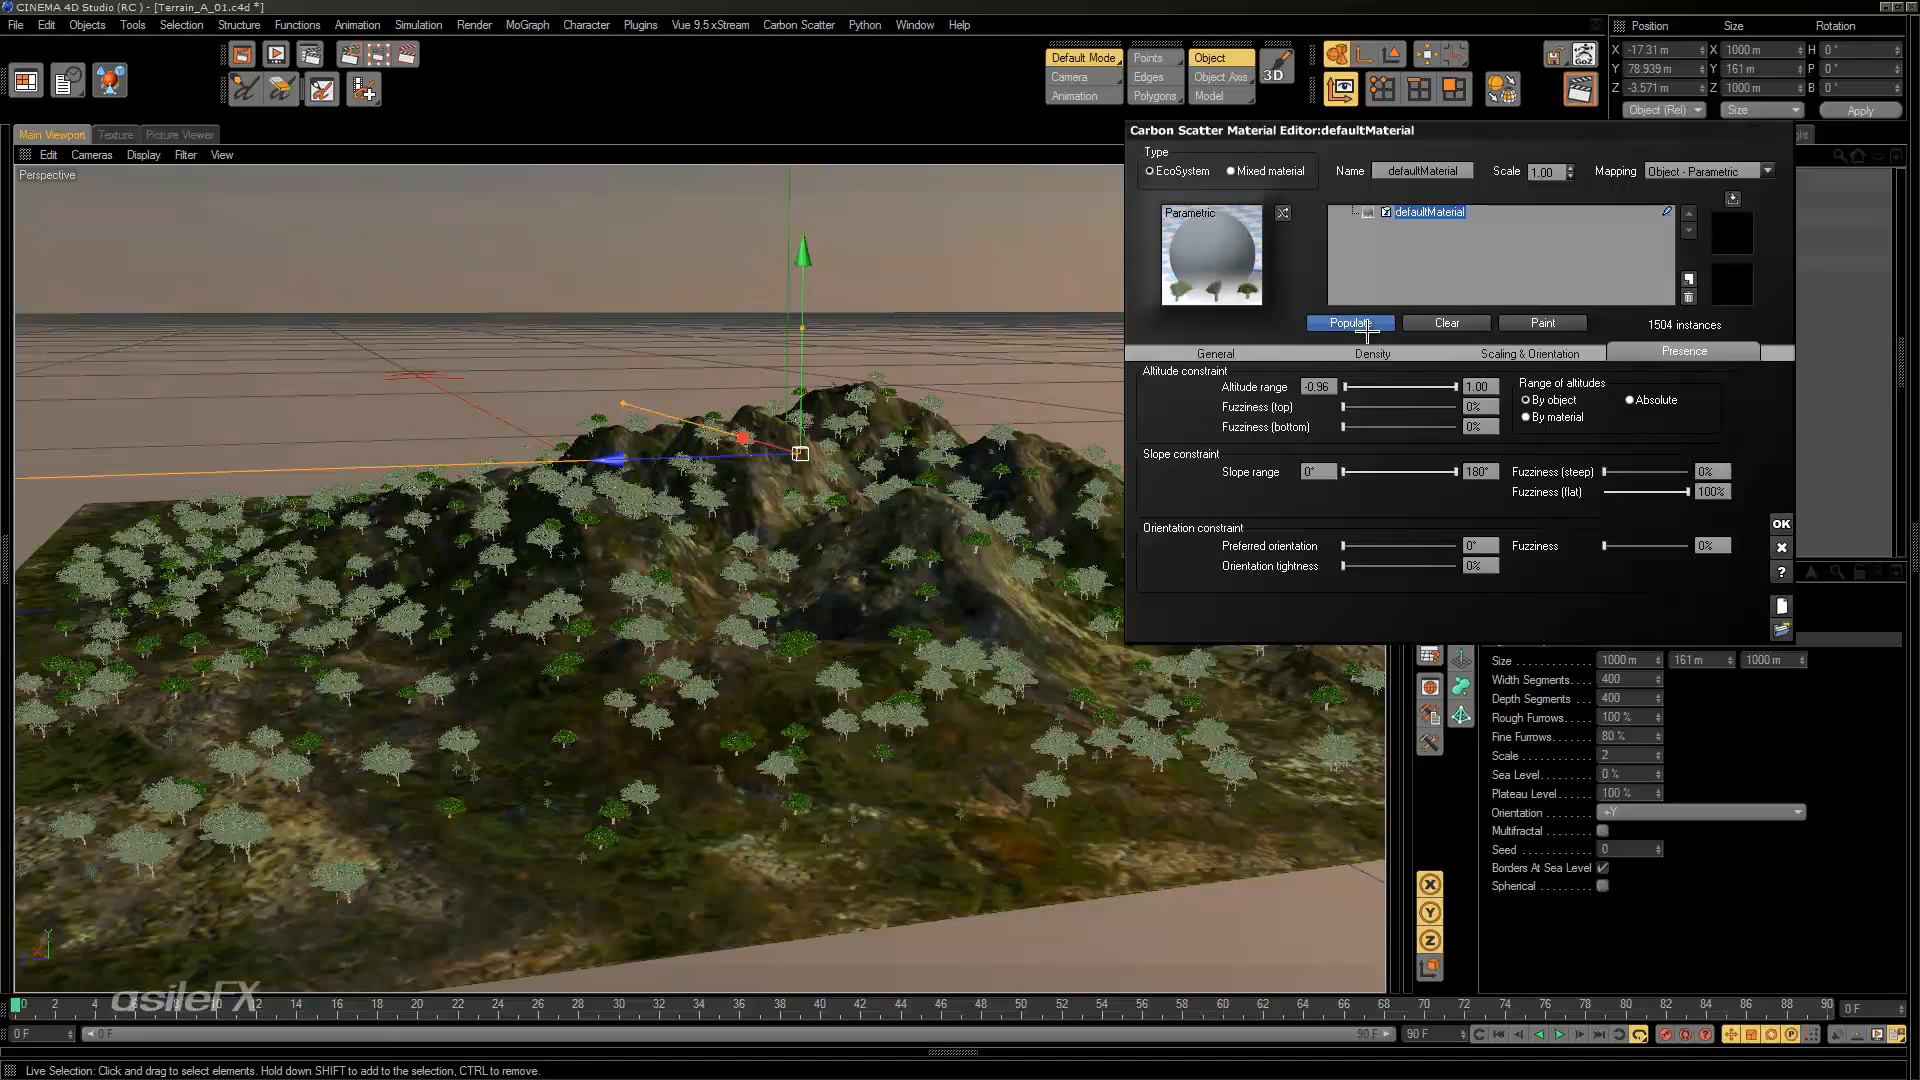 CINEMA 4D Studio (RC ) - [Terrain_A_01.c4d *]
File Edit Objects Tools Selection Structure Functions Animation Simulation Render MoGraph Character Plugins Vue 9.5 xStream Carbon Scatter Python Window Help
Position Size Rotation
X -17.31 m X 1000 m H 0°
Y 78.939 m Y 161 m P 0°
Z -3.571 m Z 1000 m B 0°
Object (Rel) Size Apply
Default Mode Points Object
Camera Edges Object Axis
Animation Polygons Model
3D
GoZ
Main Viewport Texture Picture Viewer
Edit Cameras Display Filter View
Perspective
Carbon Scatter Material Editor:defaultMaterial
Type
EcoSystem Mixed material
Name defaultMaterial Scale 1.00 Mapping Object - Parametric
Parametric
defaultMaterial
Populate Clear Paint 1504 instances
General Density Scaling & Orientation Presence
Altitude constraint
Altitude range -0.96 1.00
Fuzziness (top) 0%
Fuzziness (bottom) 0%
Range of altitudes
By object Absolute
By material
Slope constraint
Slope range 0° 180° Fuzziness (steep) 0%
Fuzziness (flat) 100%
Orientation constraint
Preferred orientation 0° Fuzziness 0%
Orientation tightness 0%
OK
?
Size 1000 m 161 m 1000 m
Width Segments 400
Depth Segments 400
Rough Furrows 100 %
Fine Furrows 80 %
Scale 2
Sea Level 0 %
Plateau Level 100 %
Orientation +Y
Multifractal
Seed 0
Borders At Sea Level
Spherical
X
Y
Z
Y
X
asileFX
0 2 4 6 8 10 12 14 16 18 20 22 24 26 28 30 32 34 36 38 40 42 44 46 48 50 52 54 56 58 60 62 64 66 68 70 72 74 76 78 80 82 84 86 88 90 0 F
0 F 0 F 90 F 90 F
Live Selection: Click and drag to select elements. Hold down SHIFT to add to the selection, CTRL to remove.